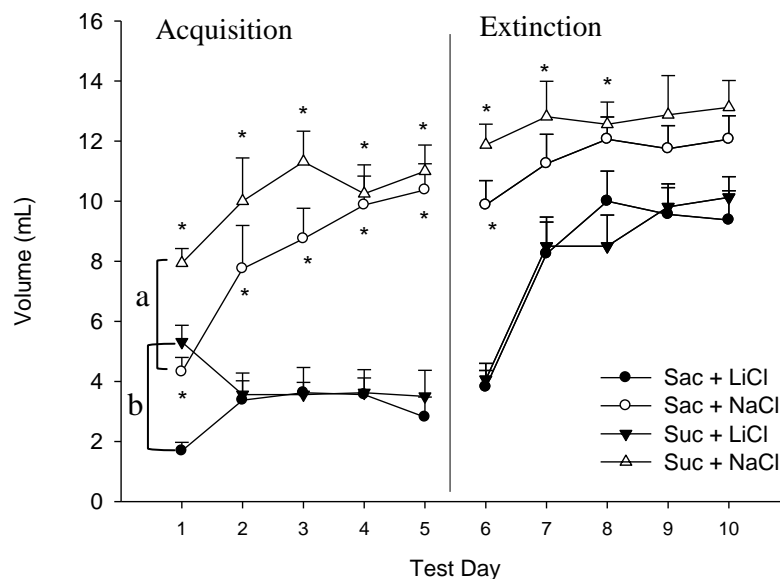 Acquisition
Extinction
16
14
12
10
8
6
4
2
0
Volume (mL)
* * * * *
* * * * *
* * *
*
a
b
Sac + LiCl
Sac + NaCl
Suc + LiCl
Suc + NaCl
1 2 3 4 5 6 7 8 9 10
Test Day